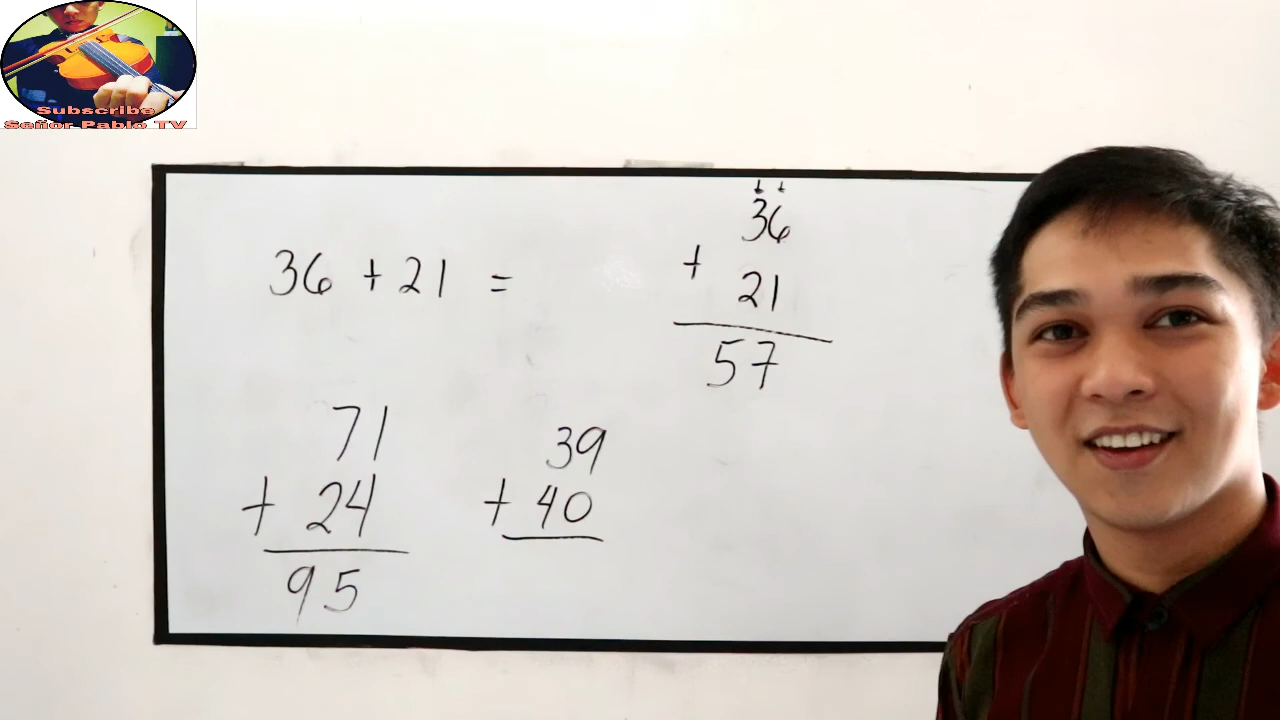 Subscribe
Señor Pablo TV
36 + 21 =
36
+ 21
57
71
+ 24
95
39
+ 40